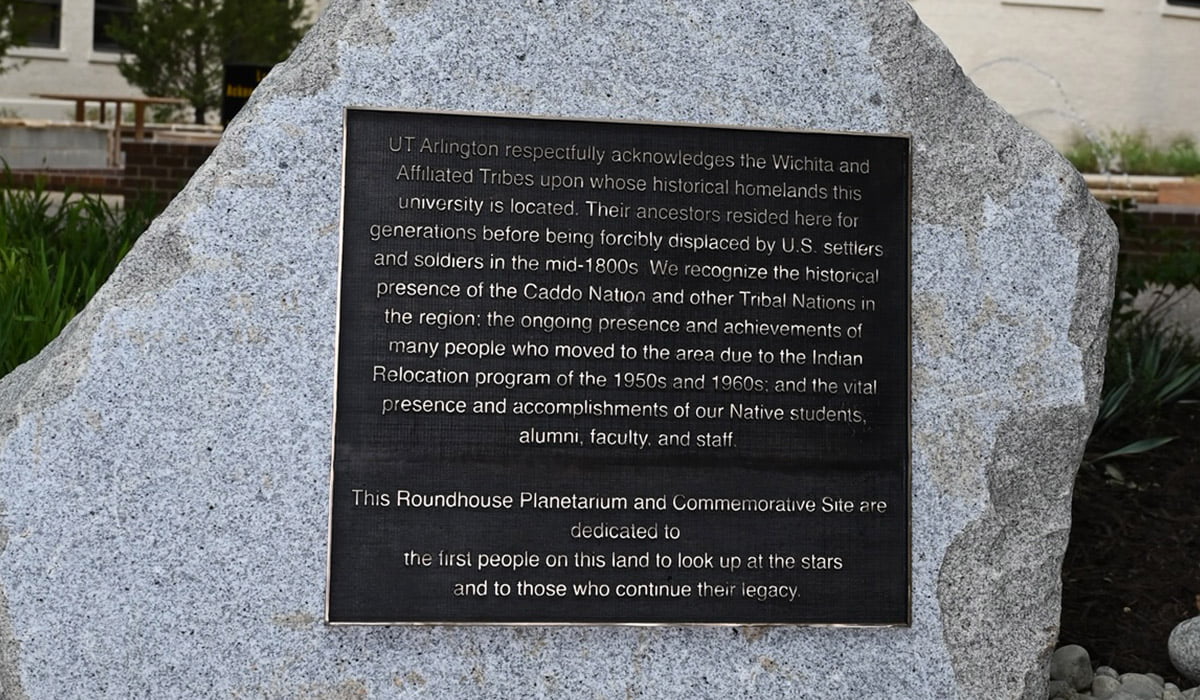 UT Arlington respectfully acknowledges the Wichita and
Affiliated Tribes upon whose historical homelands this
university is located. Their ancestors resided here for
generations before being forcibly displaced by U.S. settlers
and soldiers in the mid-1800s. We recognize the historical
presence of the Caddo Nation and other Tribal Nations in
the region; the ongoing presence and achievements of
many people who moved to the area due to the Indian
Relocation program of the 1950s and 1960s; and the vital
presence and accomplishments of our Native students,
alumni, faculty, and staff.
This Roundhouse Planetarium and Commemorative Site are
dedicated to
the first people on this land to look up at the stars
and to those who continue their legacy.